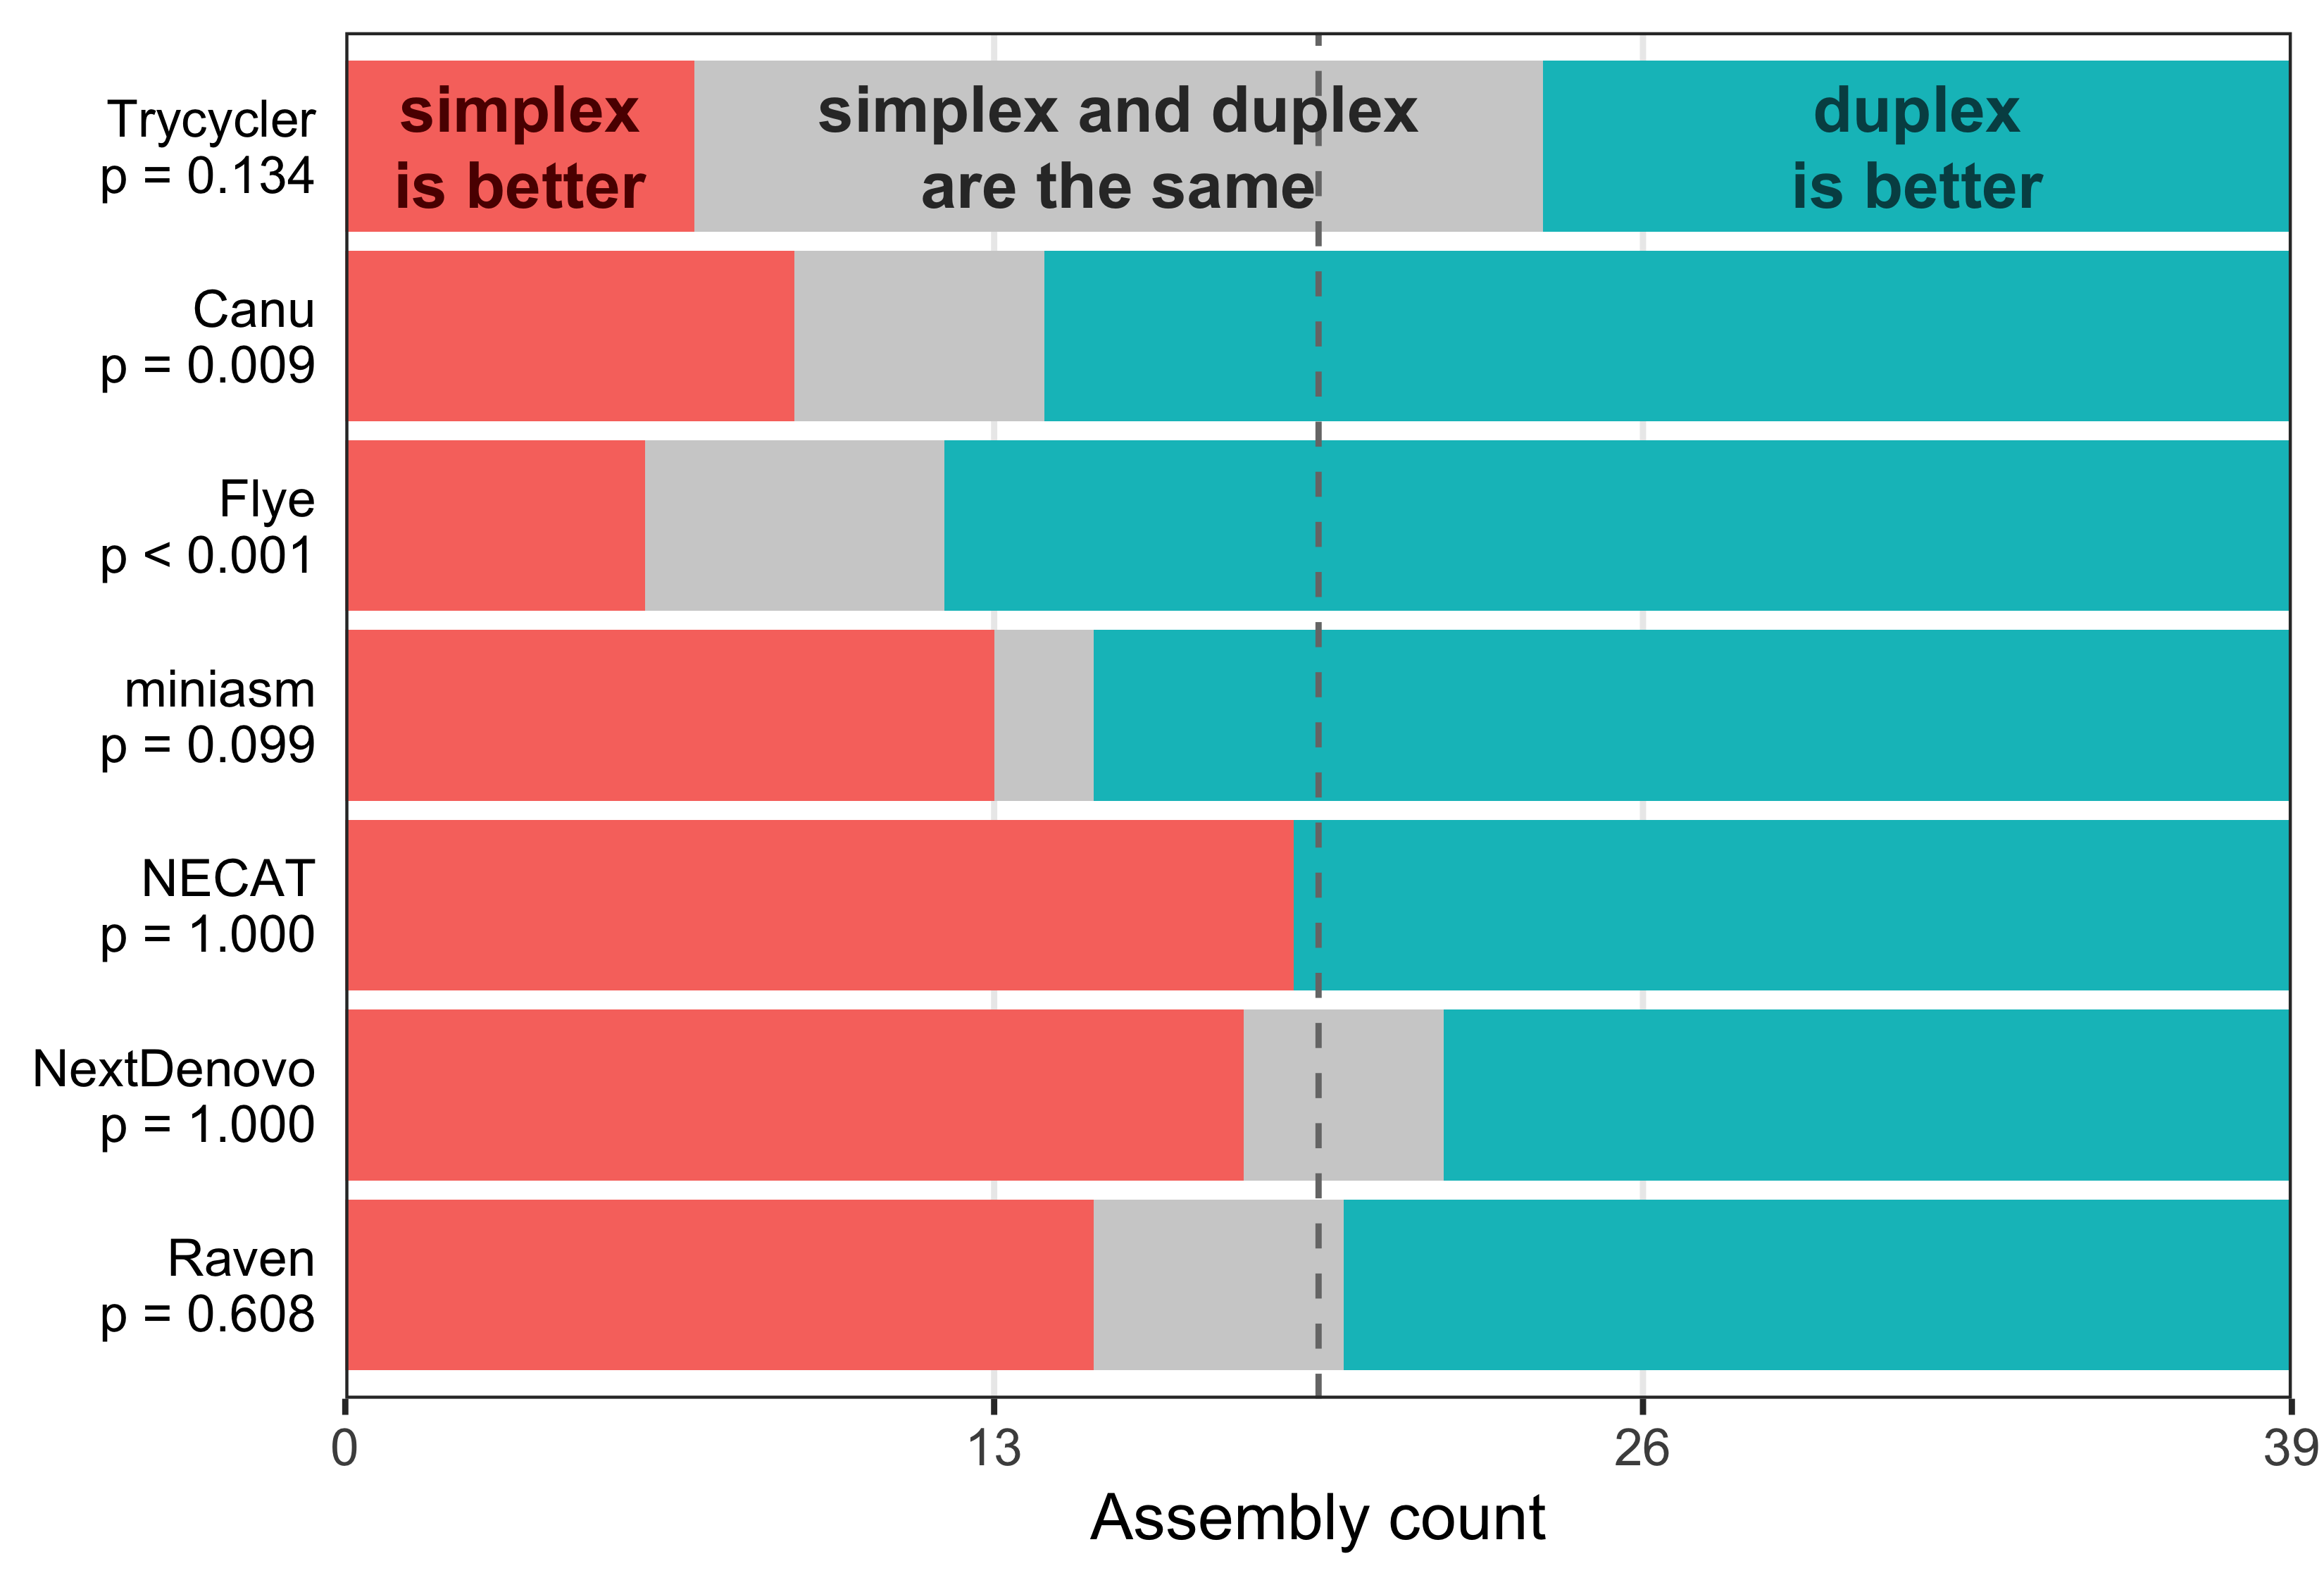 Trycycler
p = 0.134
simplex
is better
simplex and duplex
are the same
duplex
is better
Canu
p = 0.009
Flye
p < 0.001
miniasm
p = 0.099
NECAT
p = 1.000
NextDenovo
p = 1.000
Raven
p = 0.608
0 13 26 39
Assembly count